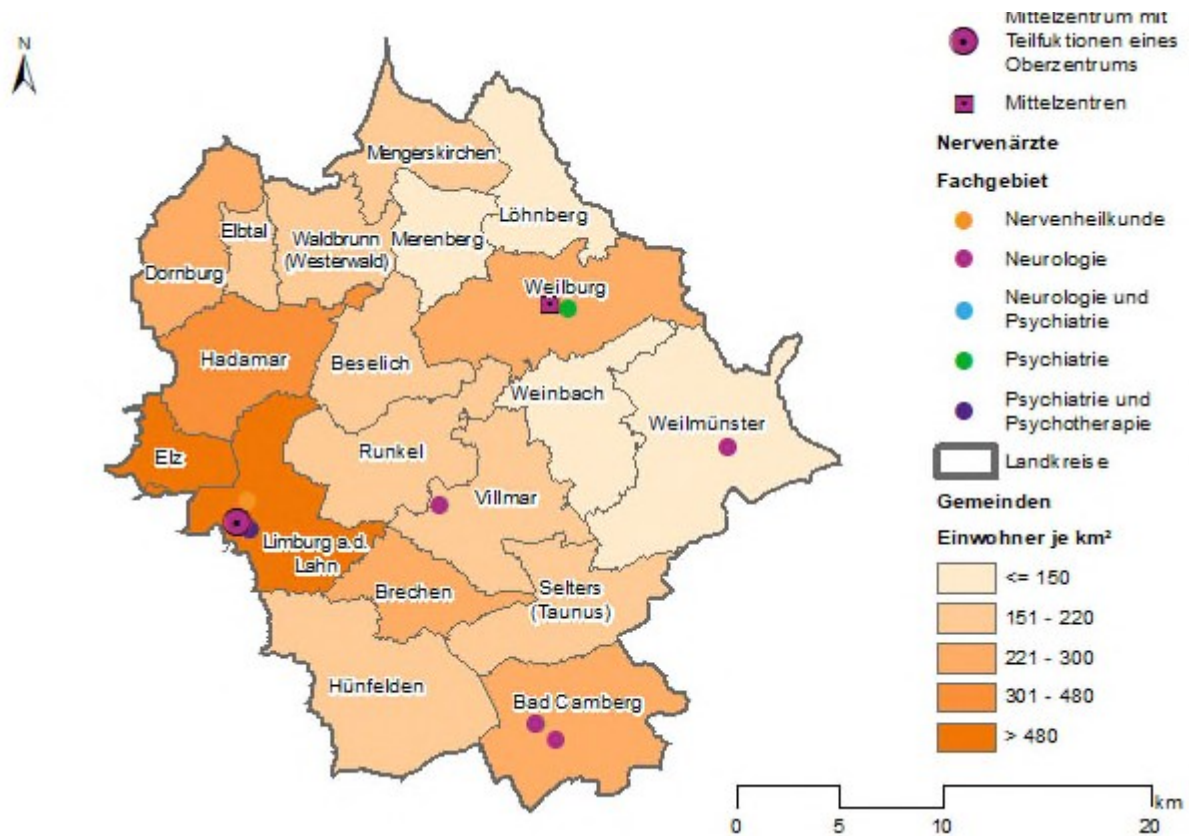 N
Mengerskirchen
Löhnberg
Elbtal
Waldbrunn
(Westerwald)
Merenberg
Dornburg
Weilburg
Hadamar
Beselich
Weinbach
Weilmünster
Elz
Runkel
Villmar
Limburg a.d.
Lahn
Brechen
Selters
(Taunus)
Hünfelden
Bad Camberg
Mittelzentrum mit
Teilfuktionen eines
Oberzentrums
Mittelzentren
Nervenärzte
Fachgebiet
Nervenheilkunde
Neurologie
Neurologie und
Psychiatrie
Psychiatrie
Psychiatrie und
Psychotherapie
Landkreise
Gemeinden
Einwohner je km²
<= 150
151 - 220
221 - 300
301 - 480
> 480
km
0 5 10 20